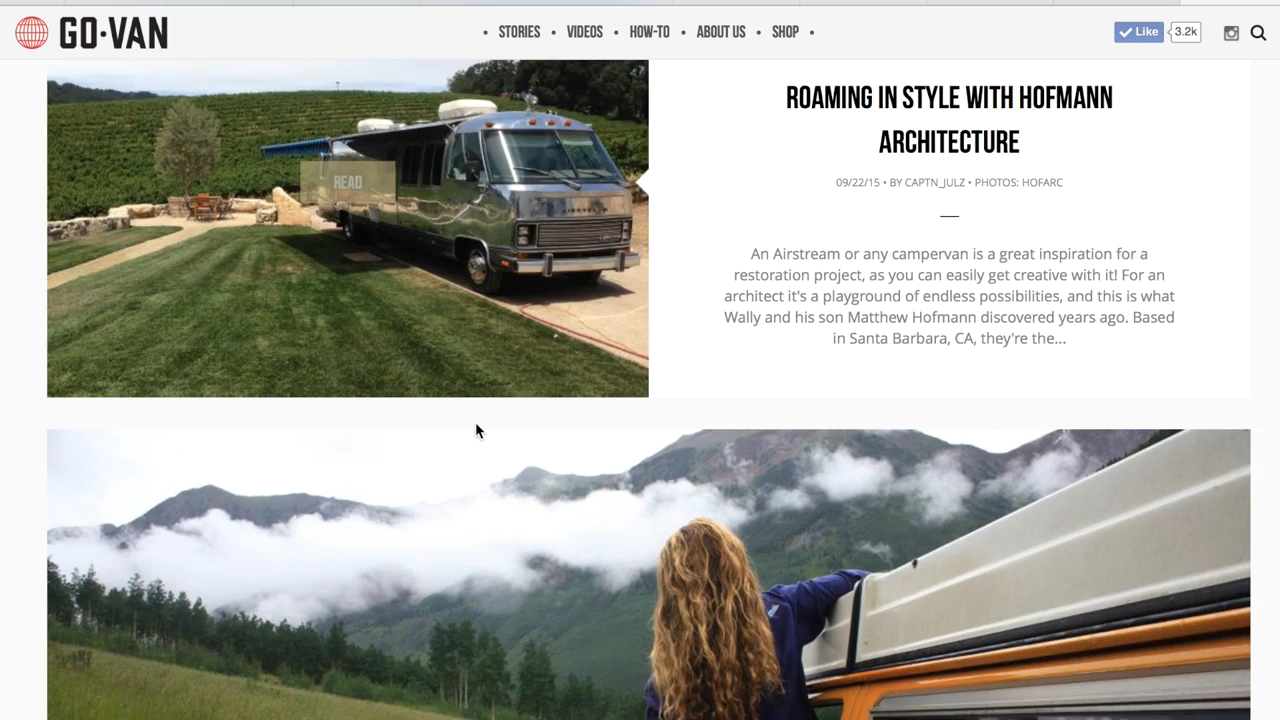 GO·VAN
• STORIES • VIDEOS • HOW-TO • ABOUT US • SHOP •
Like 3.2k
READ
AIRSTREAM
ROAMING IN STYLE WITH HOFMANN
ARCHITECTURE
09/22/15 • BY CAPTN_JULZ • PHOTOS: HOFARC
An Airstream or any campervan is a great inspiration for a
restoration project, as you can easily get creative with it! For an
architect it's a playground of endless possibilities, and this is what
Wally and his son Matthew Hofmann discovered years ago. Based
in Santa Barbara, CA, they're the...